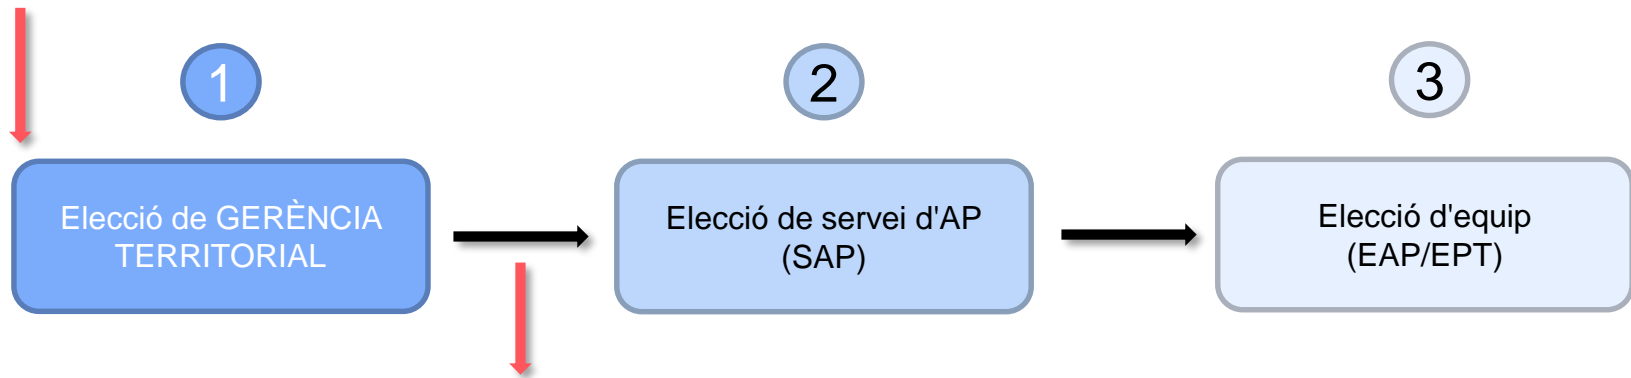 1
2
3
Elecció de GERÈNCIA
TERRITORIAL
Elecció de servei d'AP
(SAP)
Elecció d'equip
(EAP/EPT)